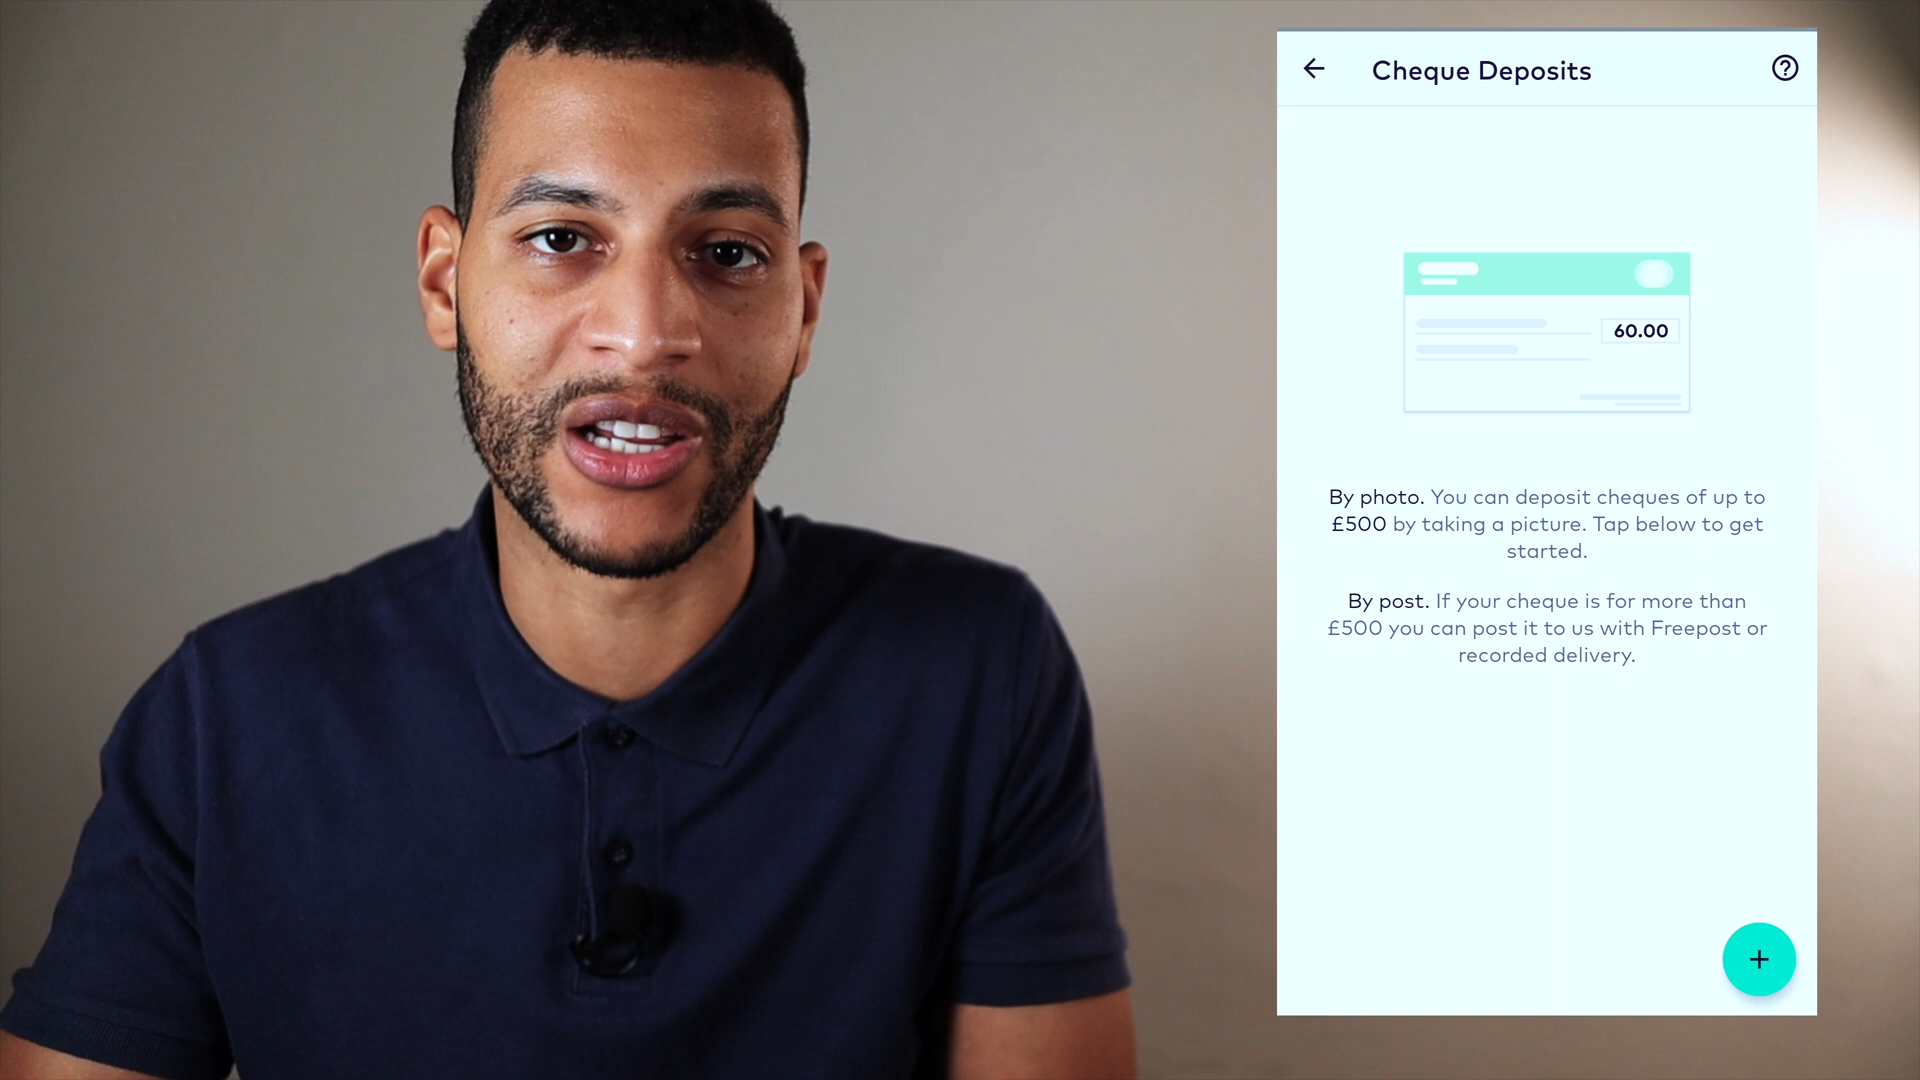 Cheque Deposits
60.00
By photo. You can deposit cheques of up to
£500 by taking a picture. Tap below to get
started.
By post. If your cheque is for more than
£500 you can post it to us with Freepost or
recorded delivery.